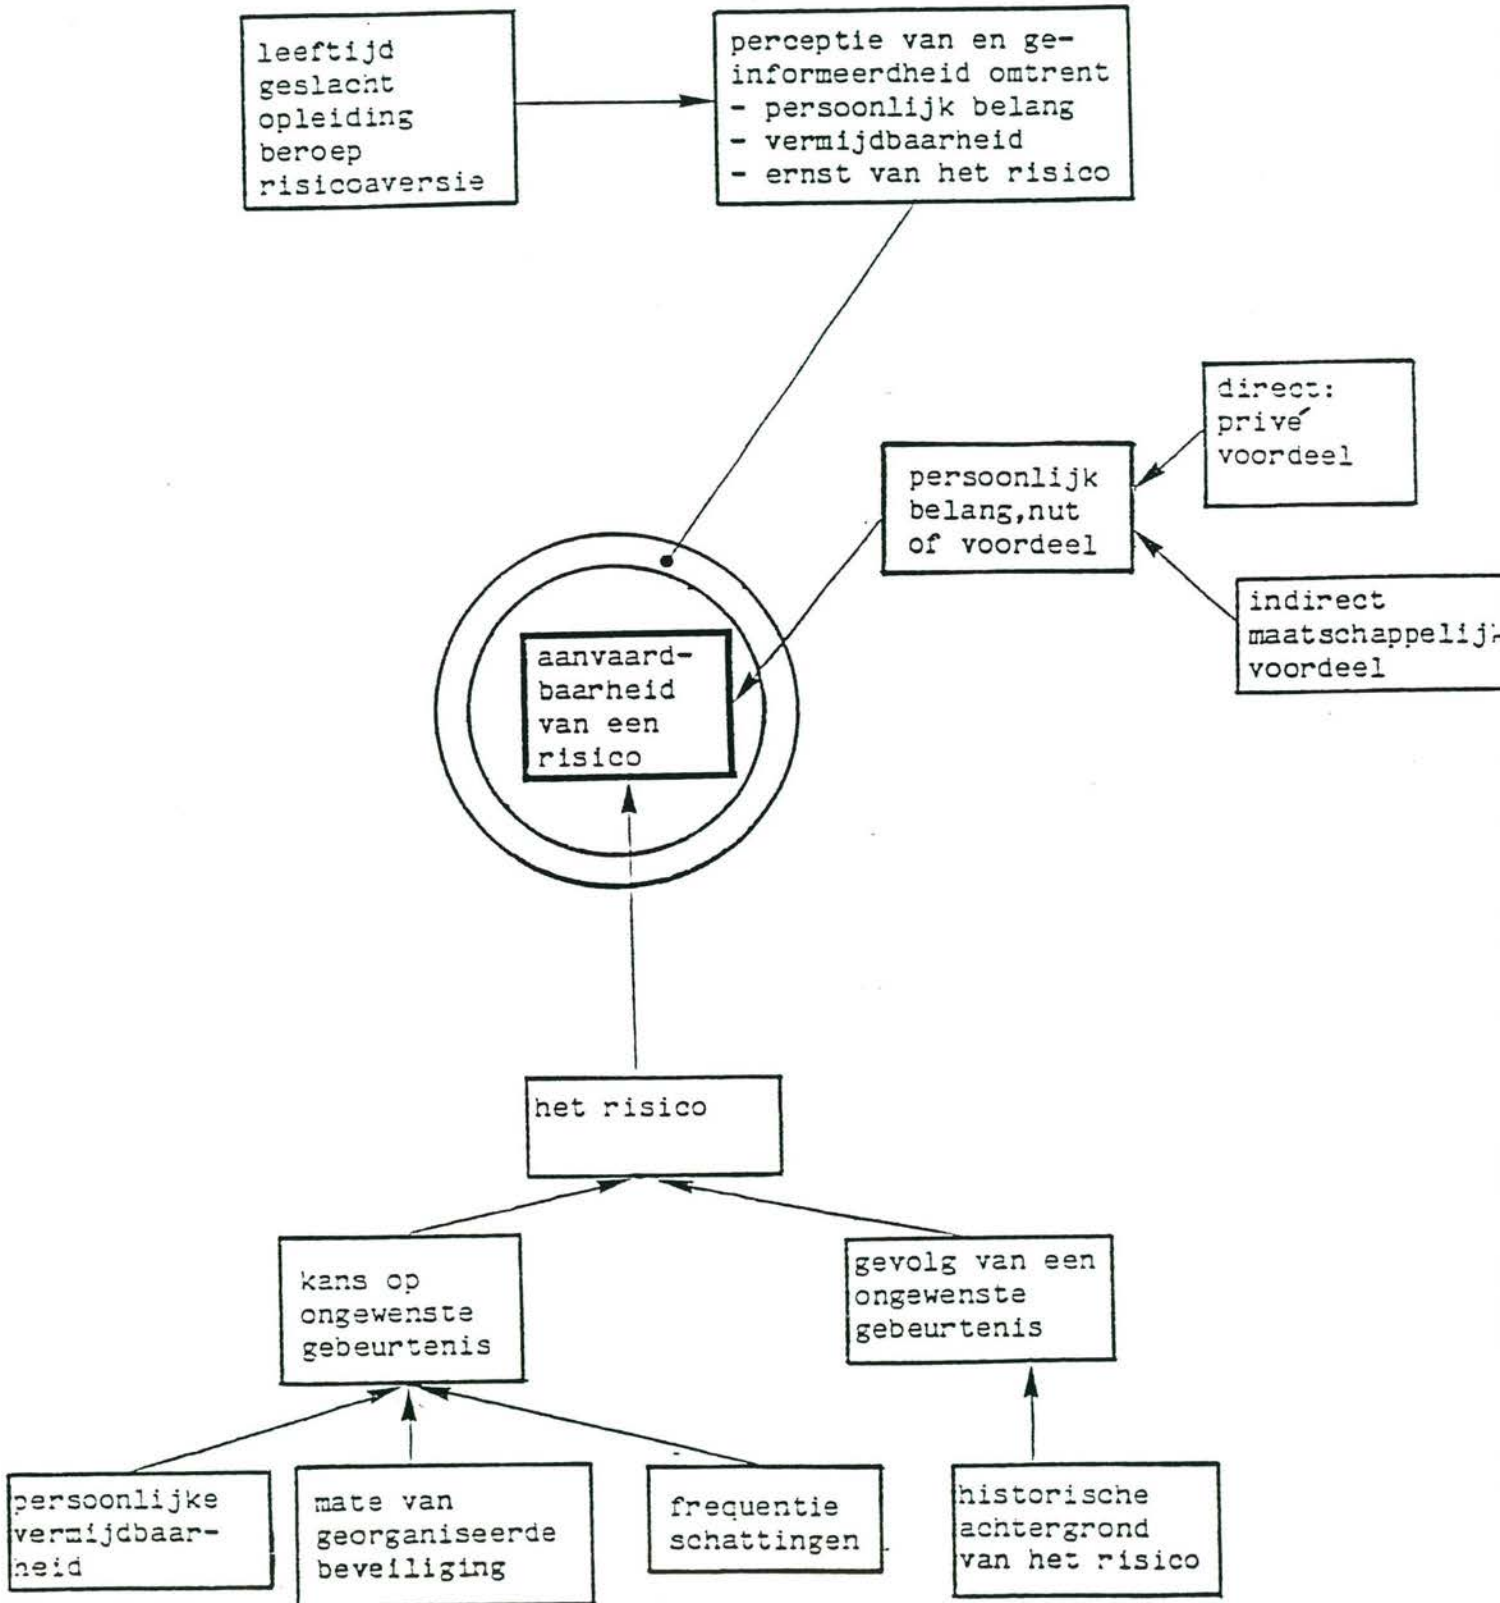 leeftijd
geslacht
opleiding
beroep
risicoaversie
perceptie van en ge-
informeerdheid omtrent
- persoonlijk belang
- vermijdbaarheid
- ernst van het risico
direct:
privé
voordeel
persoonlijk
belang,nut
of voordeel
indirect
maatschappelijk
voordeel
aanvaard-
baarheid
van een
risico
het risico
kans op
ongewenste
gebeurtenis
gevolg van een
ongewenste
gebeurtenis
persoonlijke
vermijdbaar-
heid
mate van
georganiseerde
beveiliging
frequentie
schattingen
historische
achtergrond
van het risico